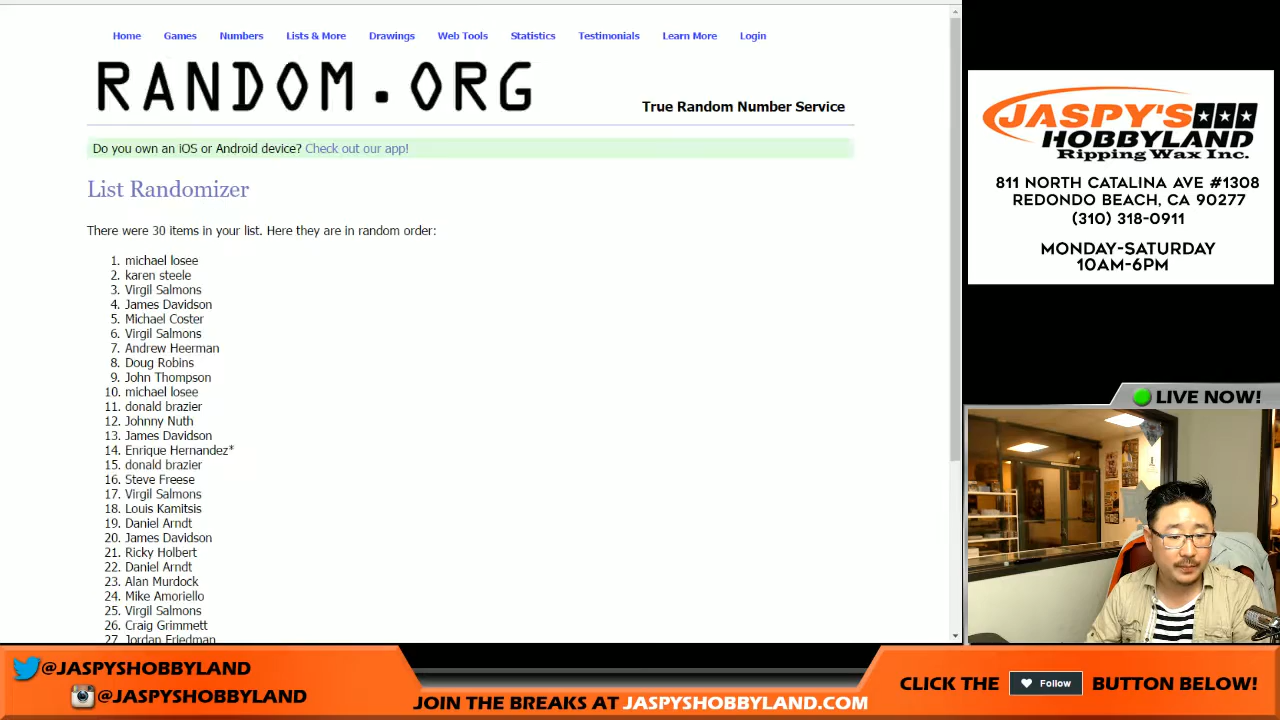 Home Games Numbers Lists & More Drawings Web Tools Statistics Testimonials Learn More Login
RANDOM.ORG
True Random Number Service
Do you own an iOS or Android device? Check out our app!
List Randomizer
There were 30 items in your list. Here they are in random order:
1. michael losee
2. karen steele
3. Virgil Salmons
4. James Davidson
5. Michael Coster
6. Virgil Salmons
7. Andrew Heerman
8. Doug Robins
9. John Thompson
10. michael losee
11. donald brazier
12. Johnny Nuth
13. James Davidson
14. Enrique Hernandez*
15. donald brazier
16. Steve Freese
17. Virgil Salmons
18. Louis Kamitsis
19. Daniel Arndt
20. James Davidson
21. Ricky Holbert
22. Daniel Arndt
23. Alan Murdock
24. Mike Amoriello
25. Virgil Salmons
26. Craig Grimmett
27. Jordan Friedman
JASPY'S
HOBBYLAND
Ripping Wax Inc.
811 NORTH CATALINA AVE #1308
REDONDO BEACH, CA 90277
(310) 318-0911
MONDAY-SATURDAY
10AM-6PM
LIVE NOW!
@JASPYSHOBBYLAND
@JASPYSHOBBYLAND
JOIN THE BREAKS AT JASPYSHOBBYLAND.COM
CLICK THE Follow BUTTON BELOW!